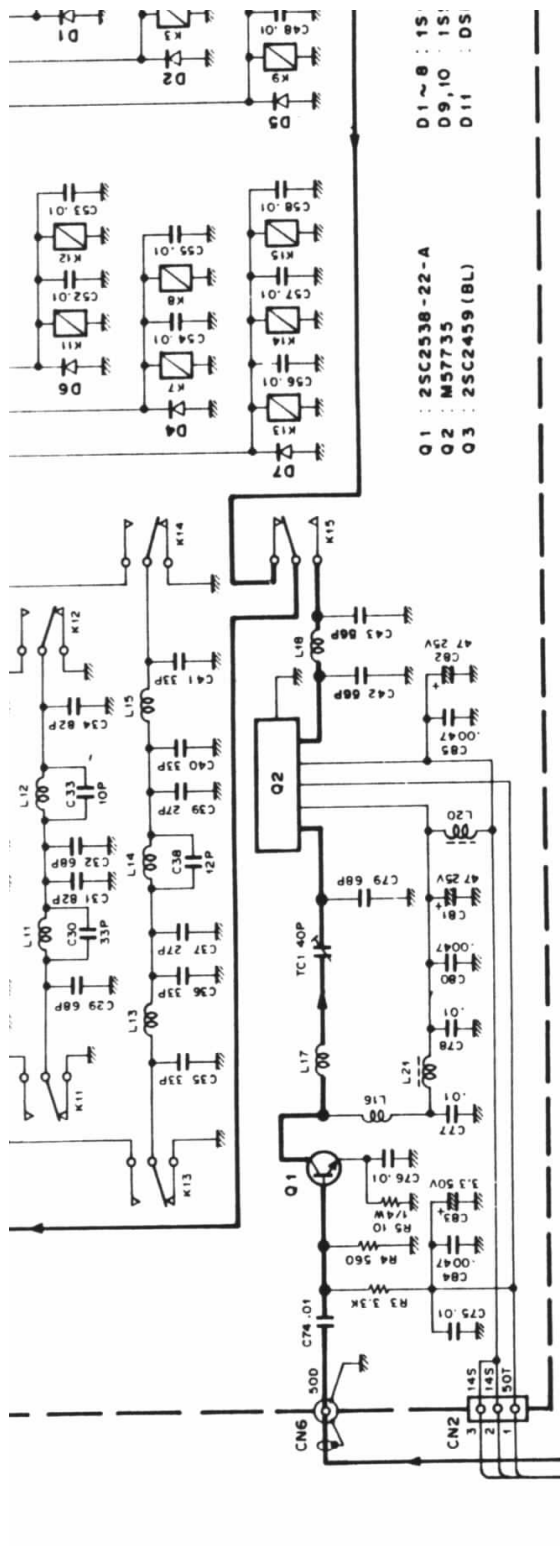 D1
K3
D2
C48 .01
K9
D5
D1~8 : 1S
D9,10 : 1S
D11 : DS
C53 .01
K12
C52 .01
K11
D6
C55 .01
K8
C54 .01
K7
D4
C58 .01
K15
C57 .01
K14
C56 .01
K13
D7
Q1 : 2SC2538-22-A
Q2 : M57735
Q3 : 2SC2459 (BL)
K14
K15
K12
C34 82P
L12
C33
10P
C32 68P
C31 82P
L11
C30
33P
C29 68P
K11
C41 33P
L15
C40 33P
C39 27P
L14
C38
12P
C37 27P
C36 33P
L13
C35 33P
K13
L18
C43 66P
C42 66P
C82
47 25V
C85
.0047
Q2
L20
C79 68P
TC1 40P
C81
47 25V
C80
.0047
C78
.01
L17
L21
L16
C77
.01
Q1
C76 .01
R5 10
1/4W
R4 560
C83
3.3 50V
C84
.0047
R3 3.3K
C75 .01
C74 .01
CN6
50D
CN2
3
14S
2
14S
1
50T